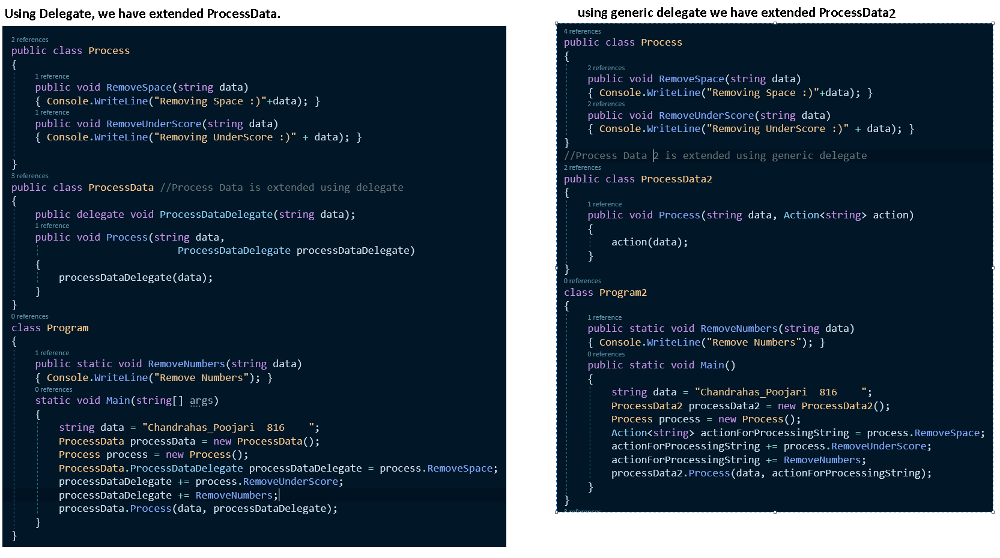 Using Delegate, we have extended ProcessData.
2 references
public class Process
{
1 reference
public void RemoveSpace(string data)
{ Console.WriteLine("Removing Space :)"+data); }
1 reference
public void RemoveUnderScore(string data)
{ Console.WriteLine("Removing UnderScore :)" + data); }
}
3 references
public class ProcessData //Process Data is extended using delegate
{
public delegate void ProcessDataDelegate(string data);
1 reference
public void Process(string data,
ProcessDataDelegate processDataDelegate)
{
processDataDelegate(data);
}
}
0 references
class Program
{
1 reference
public static void RemoveNumbers(string data)
{ Console.WriteLine("Remove Numbers"); }
0 references
static void Main(string[] args)
{
string data = "Chandrahas_Poojari  816    ";
ProcessData processData = new ProcessData();
Process process = new Process();
ProcessData.ProcessDataDelegate processDataDelegate = process.RemoveSpace;
processDataDelegate += process.RemoveUnderScore;
processDataDelegate += RemoveNumbers;
processData.Process(data, processDataDelegate);
}
}
using generic delegate we have extended ProcessData2
4 references
public class Process
{
2 references
public void RemoveSpace(string data)
{ Console.WriteLine("Removing Space :)"+data); }
2 references
public void RemoveUnderScore(string data)
{ Console.WriteLine("Removing UnderScore :)" + data); }
}
//Process Data 2 is extended using generic delegate
2 references
public class ProcessData2
{
1 reference
public void Process(string data, Action<string> action)
{
action(data);
}
}
0 references
class Program2
{
1 reference
public static void RemoveNumbers(string data)
{ Console.WriteLine("Remove Numbers"); }
0 references
public static void Main()
{
string data = "Chandrahas_Poojari  816    ";
ProcessData2 processData2 = new ProcessData2();
Process process = new Process();
Action<string> actionForProcessingString = process.RemoveSpace;
actionForProcessingString += process.RemoveUnderScore;
actionForProcessingString += RemoveNumbers;
processData2.Process(data, actionForProcessingString);
}
}